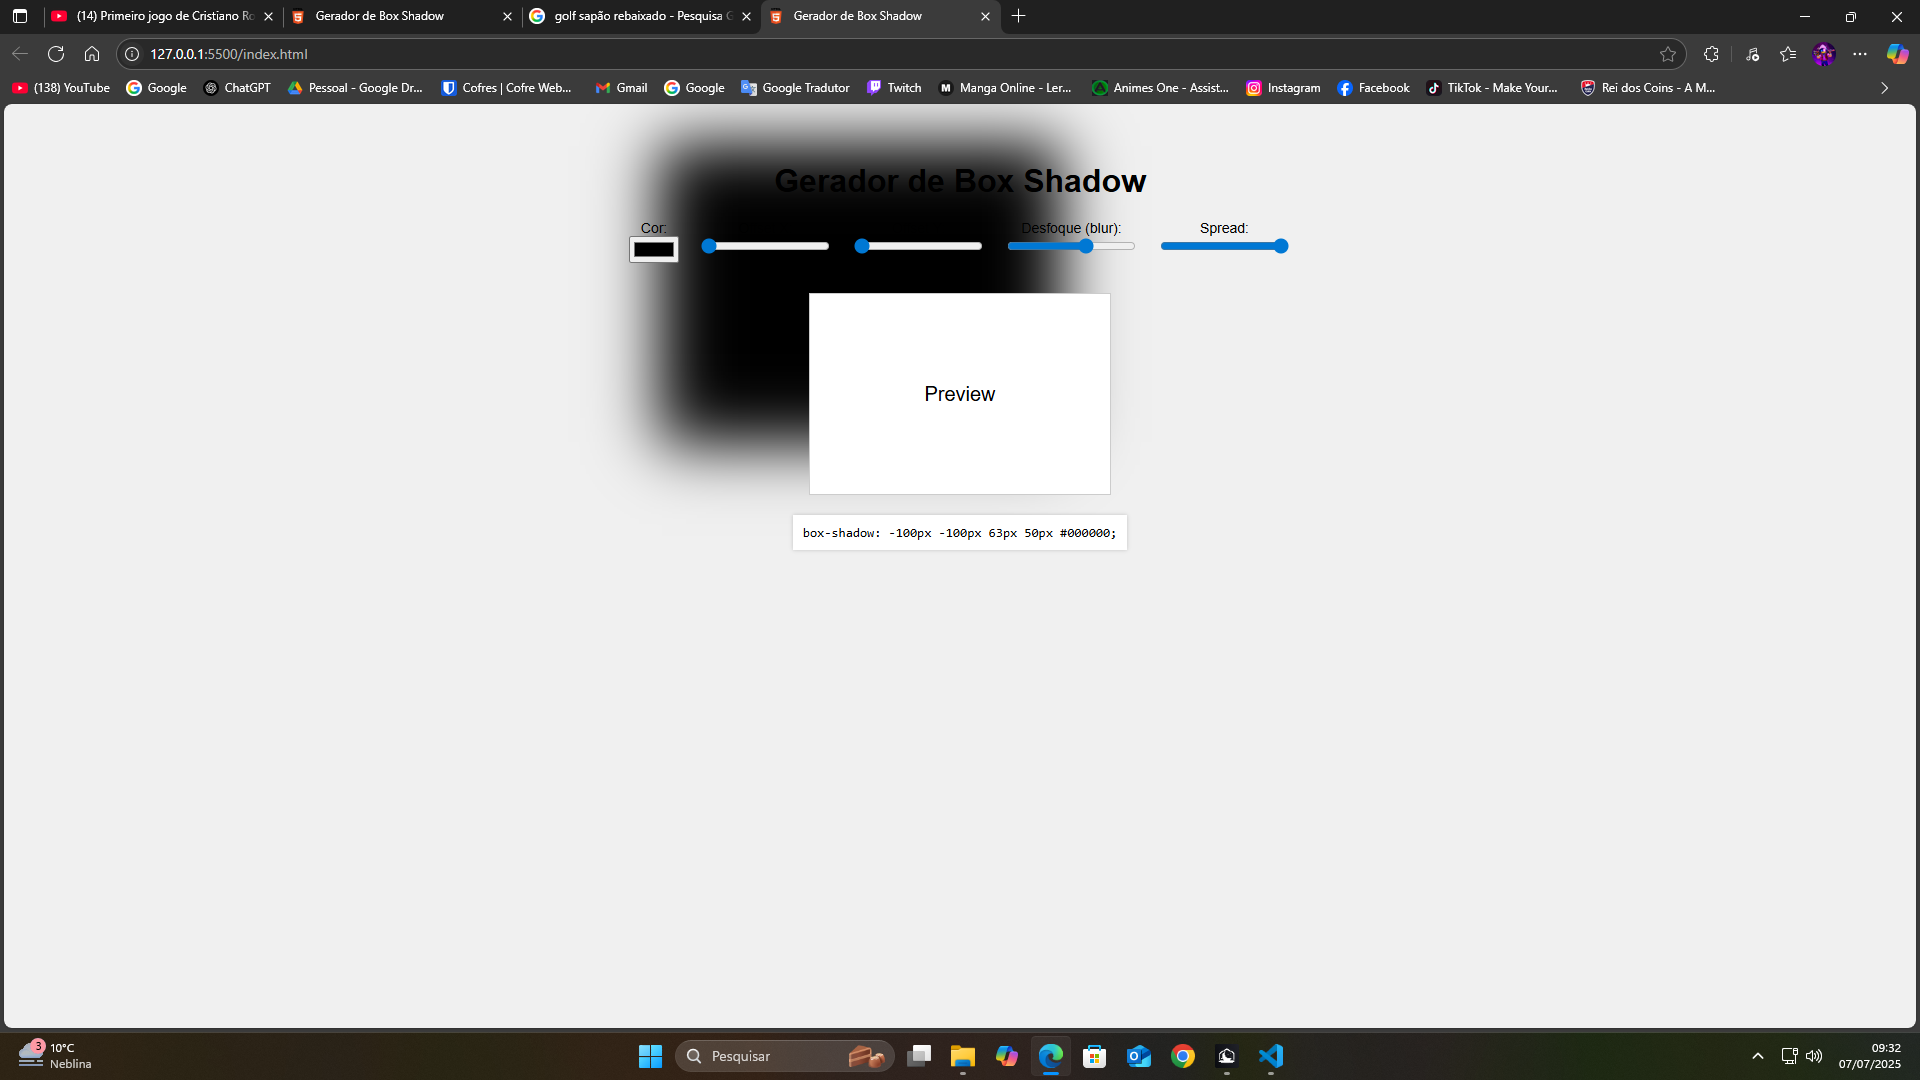 (14) Primeiro jogo de Cristiano Ro
Gerador de Box Shadow
golf sapão rebaixado - Pesquisa G
Gerador de Box Shadow
127.0.0.1:5500/index.html
(138) YouTube
Google
ChatGPT
Pessoal - Google Dr...
Cofres | Cofre Web...
Gmail
Google
Google Tradutor
Twitch
Manga Online - Ler...
Animes One - Assist...
Instagram
Facebook
TikTok - Make Your...
Rei dos Coins - A M...
Gerador de Box Shadow
Cor:
Desfoque (blur):
Spread:
Preview
box-shadow: -100px -100px 63px 50px #000000;
3
10°C
Neblina
Pesquisar
09:32
07/07/2025